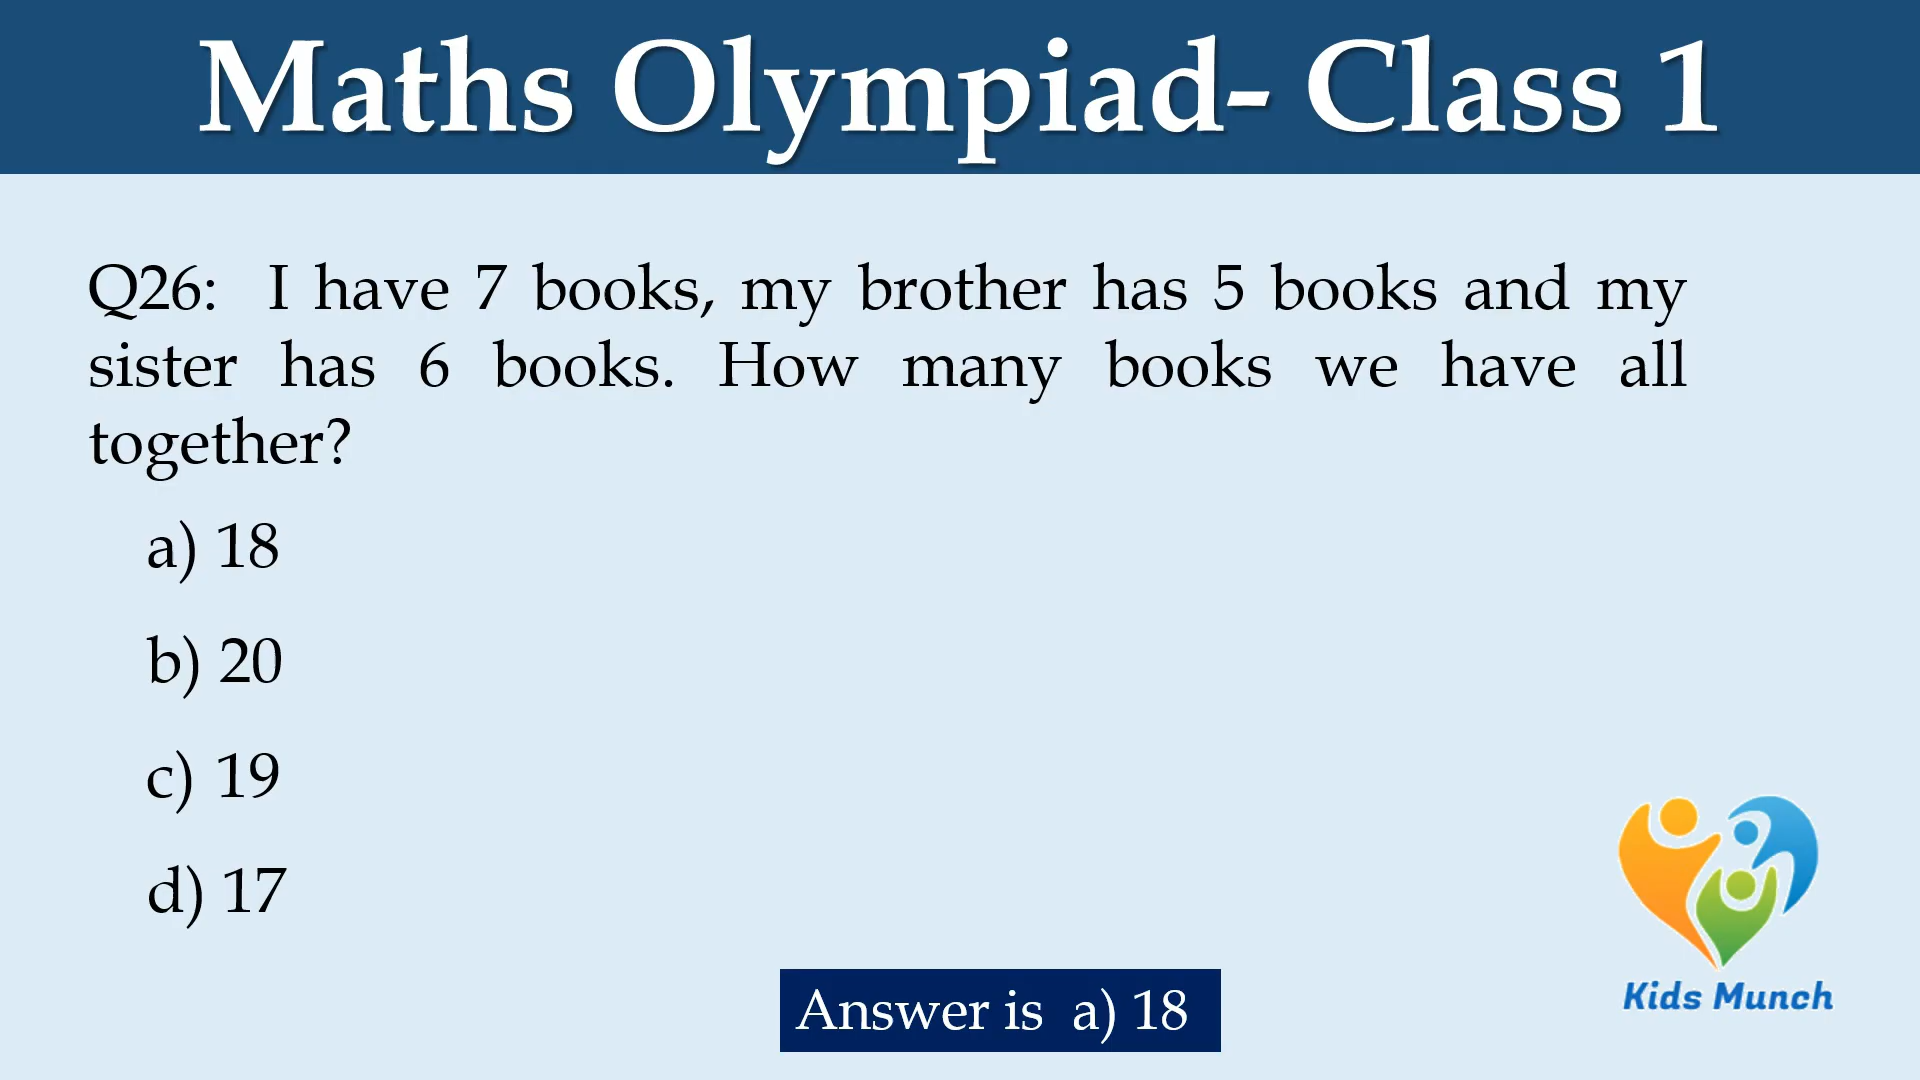 Maths Olympiad- Class 1
Q26: I have 7 books, my brother has 5 books and my
sister has 6 books. How many books we have all
together?
a) 18
b) 20
c) 19
d) 17
Kids Munch
Answer is a) 18